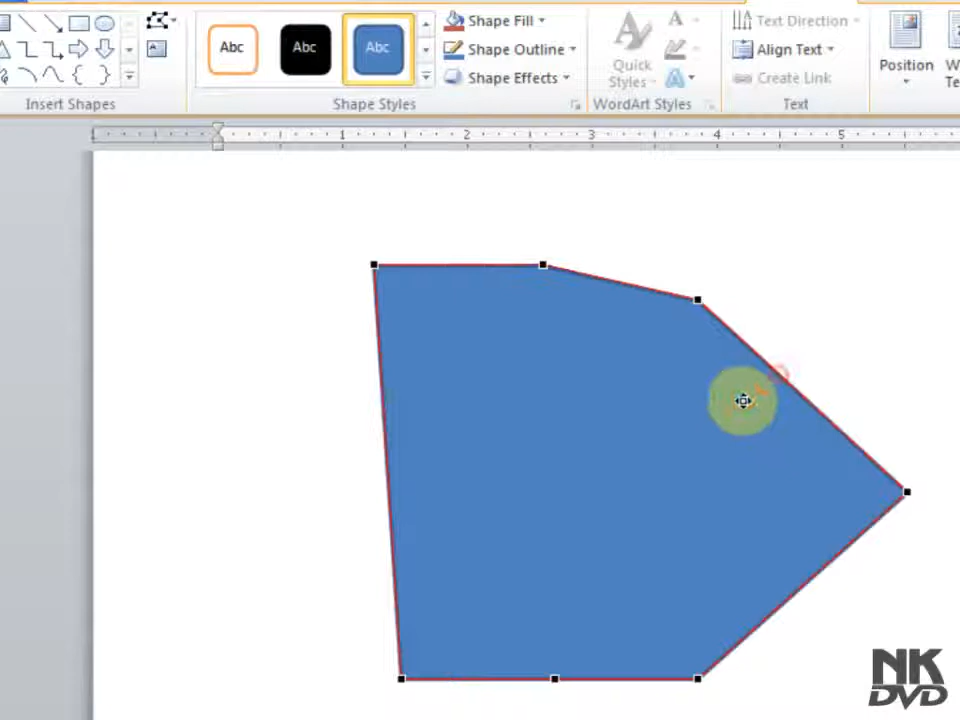 Abc Abc Abc
Shape Fill
Shape Outline
Shape Effects
Quick
Styles
Text Direction
Align Text
Create Link
Position
Insert Shapes Shape Styles WordArt Styles Text
1 1 2 3 4 5
NK
DVD